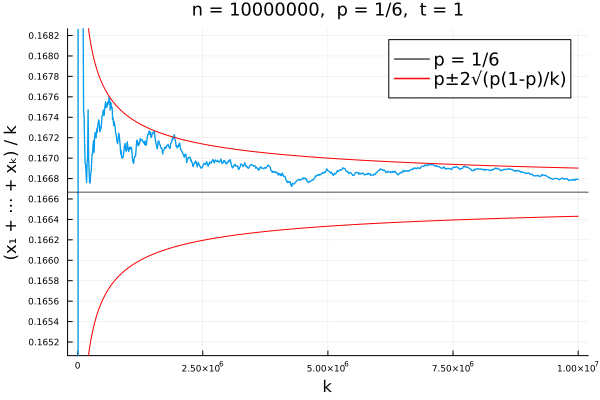 n = 10000000, p = 1/6, t = 1
p = 1/6
p±2√(p(1-p)/k)
(x₁ + ⋯ + xₖ) / k
0.1682
0.1680
0.1678
0.1676
0.1674
0.1672
0.1670
0.1668
0.1666
0.1664
0.1662
0.1660
0.1658
0.1656
0.1654
0.1652
0 2.50×10⁶ 5.00×10⁶ 7.50×10⁶ 1.00×10⁷
k